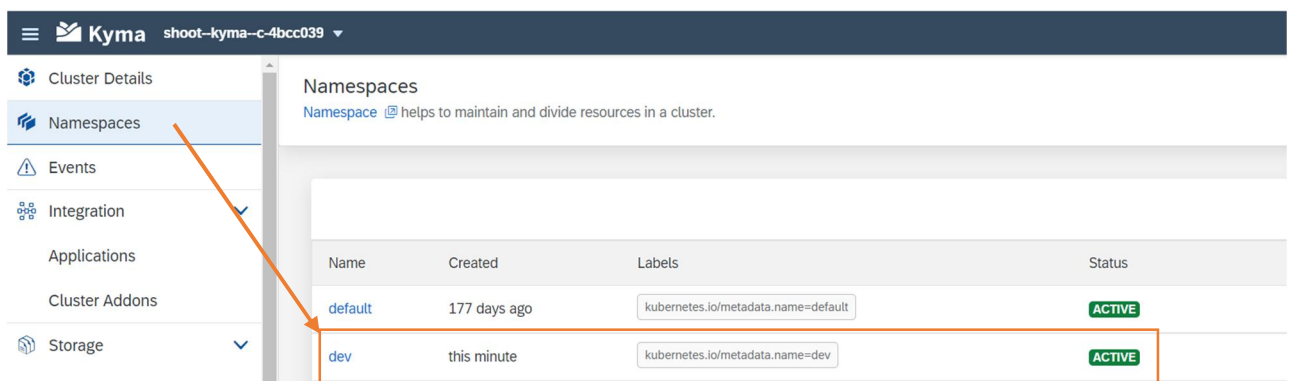 Kyma shoot--kyma--c-4bcc039
Cluster Details
Namespaces
Events
Integration
Applications
Cluster Addons
Storage
Namespaces
Namespace helps to maintain and divide resources in a cluster.
Name Created Labels Status
default 177 days ago kubernetes.io/metadata.name=default ACTIVE
dev this minute kubernetes.io/metadata.name=dev ACTIVE